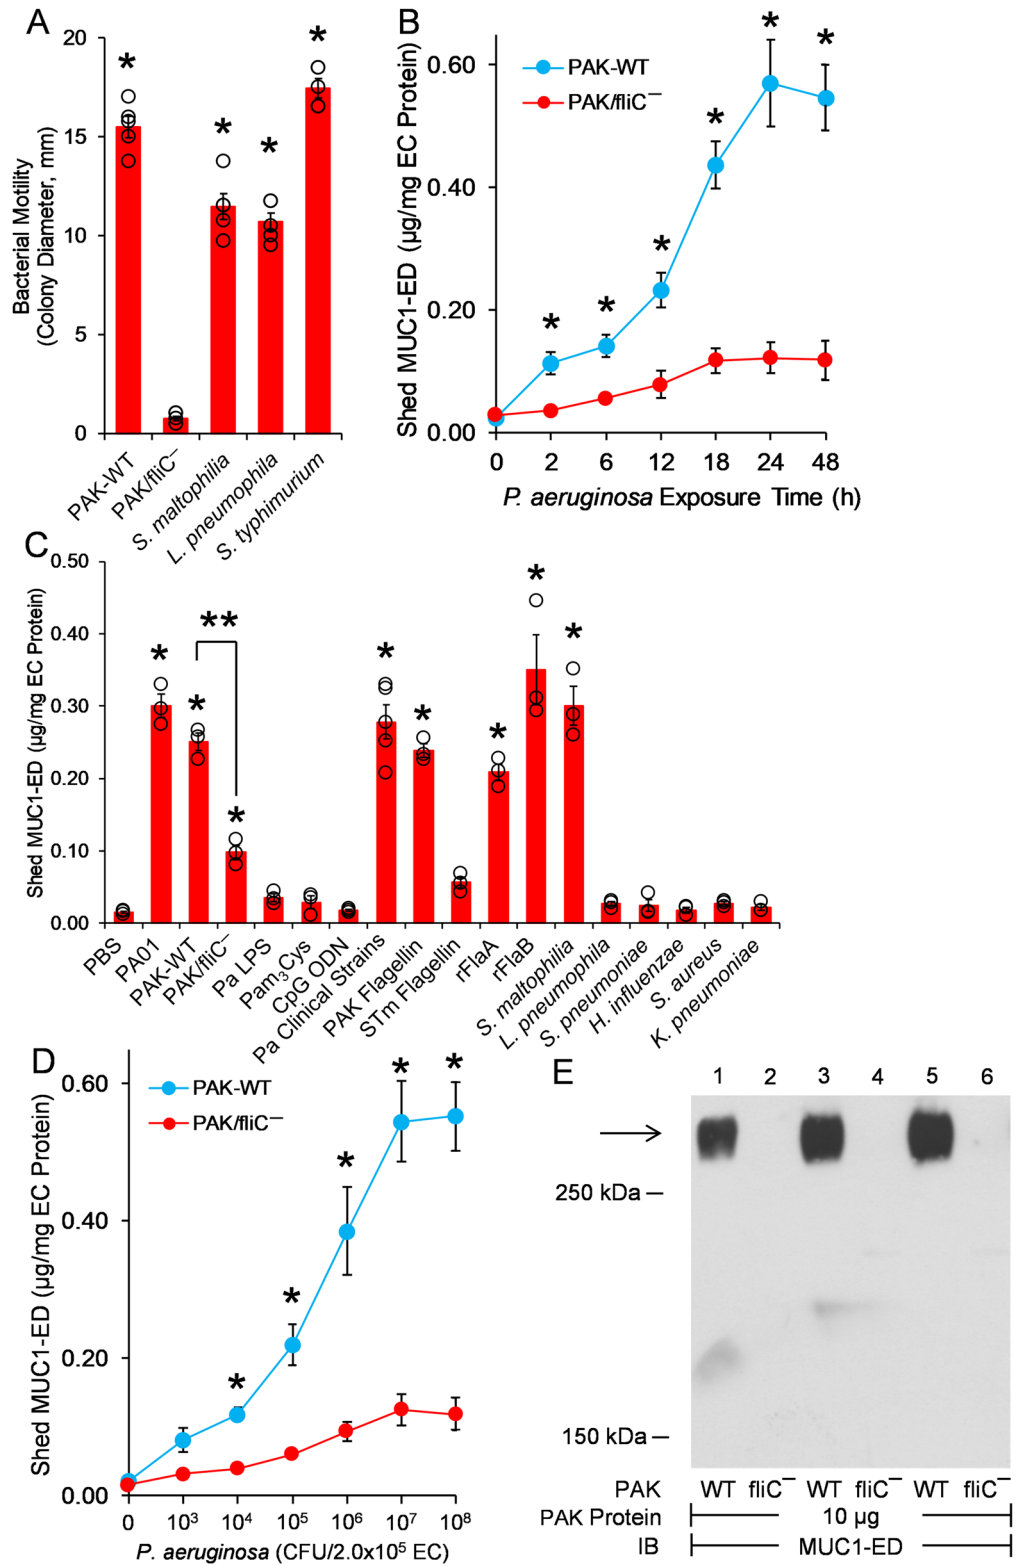 A
20
15
10
5
0
Bacterial Motility
(Colony Diameter, mm)
*
*
*
*
PAK-WT
PAK/fliC⁻
S. maltophilia
L. pneumophila
S. typhimurium
B
Shed MUC1-ED (µg/mg EC Protein)
0.60
0.40
0.20
0.00
PAK-WT
PAK/fliC⁻
*
*
*
*
*
*
0 2 6 12 18 24 48
P. aeruginosa Exposure Time (h)
C
Shed MUC1-ED (µg/mg EC Protein)
0.50
0.40
0.30
0.20
0.10
0.00
*
*
**
*
*
*
*
*
*
PBS
PA01
PAK-WT
PAK/fliC⁻
Pa LPS
Pam₃Cys
CpG ODN
Pa Clinical Strains
PAK Flagellin
STm Flagellin
rFlaA
rFlaB
S. maltophilia
L. pneumophila
S. pneumoniae
H. influenzae
S. aureus
K. pneumoniae
D
Shed MUC1-ED (µg/mg EC Protein)
0.60
0.40
0.20
0.00
PAK-WT
PAK/fliC⁻
*
*
*
*
*
0 10³ 10⁴ 10⁵ 10⁶ 10⁷ 10⁸
P. aeruginosa (CFU/2.0x10⁵ EC)
E
1 2 3 4 5 6
250 kDa
150 kDa
PAK WT fliC⁻ WT fliC⁻ WT fliC⁻
PAK Protein 10 µg
IB MUC1-ED